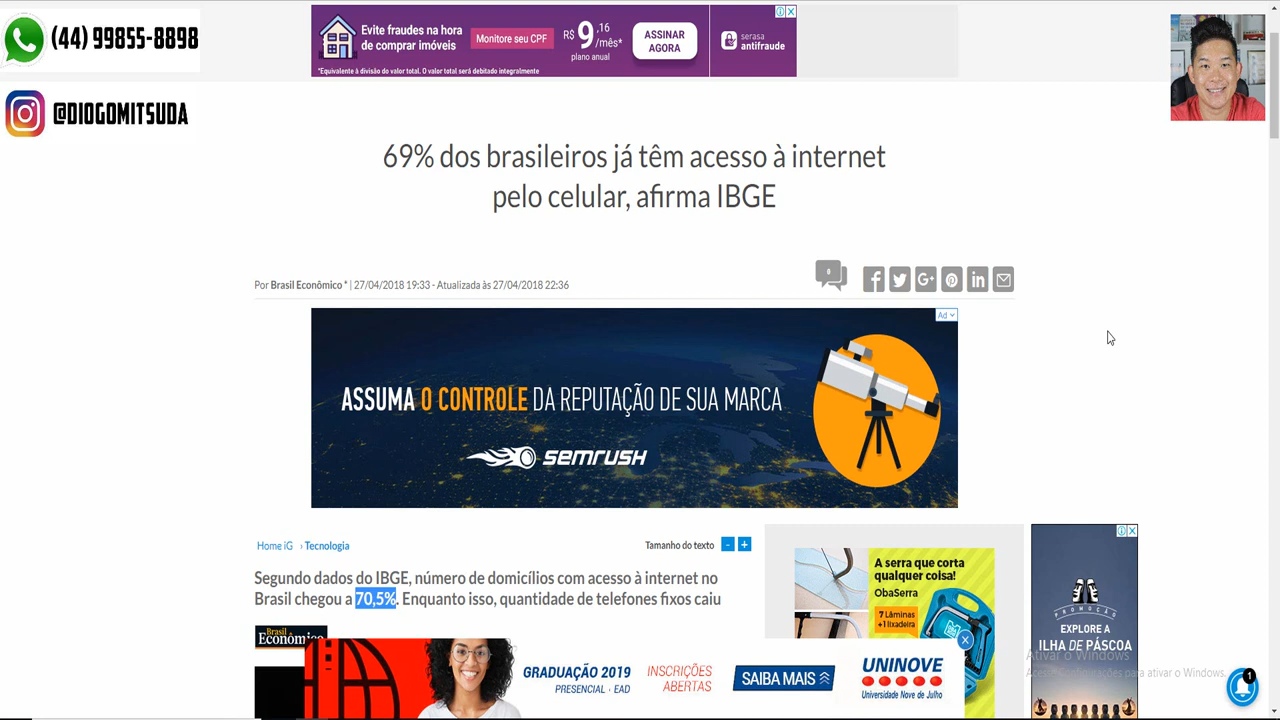 (44) 99855-8898
@DIOGOMITSUDA
Evite fraudes na hora
de comprar imóveis
Monitore seu CPF
R$ 9,16 /mês*
plano anual
ASSINAR
AGORA
serasa
antifraude
*Equivalente à divisão do valor total. O valor total será debitado integralmente
69% dos brasileiros já têm acesso à internet
pelo celular, afirma IBGE
Por Brasil Econômico * | 27/04/2018 19:33 - Atualizada às 27/04/2018 22:36
0
Ad
ASSUMA O CONTROLE DA REPUTAÇÃO DE SUA MARCA
SEMRUSH
Home iG › Tecnologia
Tamanho do texto - +
Segundo dados do IBGE, número de domicílios com acesso à internet no
Brasil chegou a 70,5%. Enquanto isso, quantidade de telefones fixos caiu
Brasil
Econômico
A serra que corta
qualquer coisa!
ObaSerra
7 Lâminas
+1 lixadeira
PROMOÇÃO
EXPLORE A
ILHA DE PÁSCOA
GRADUAÇÃO 2019
PRESENCIAL · EAD
INSCRIÇÕES
ABERTAS
SAIBA MAIS
UNINOVE
Universidade Nove de Julho
Ativar o Windows
para ativar o Windows.
1